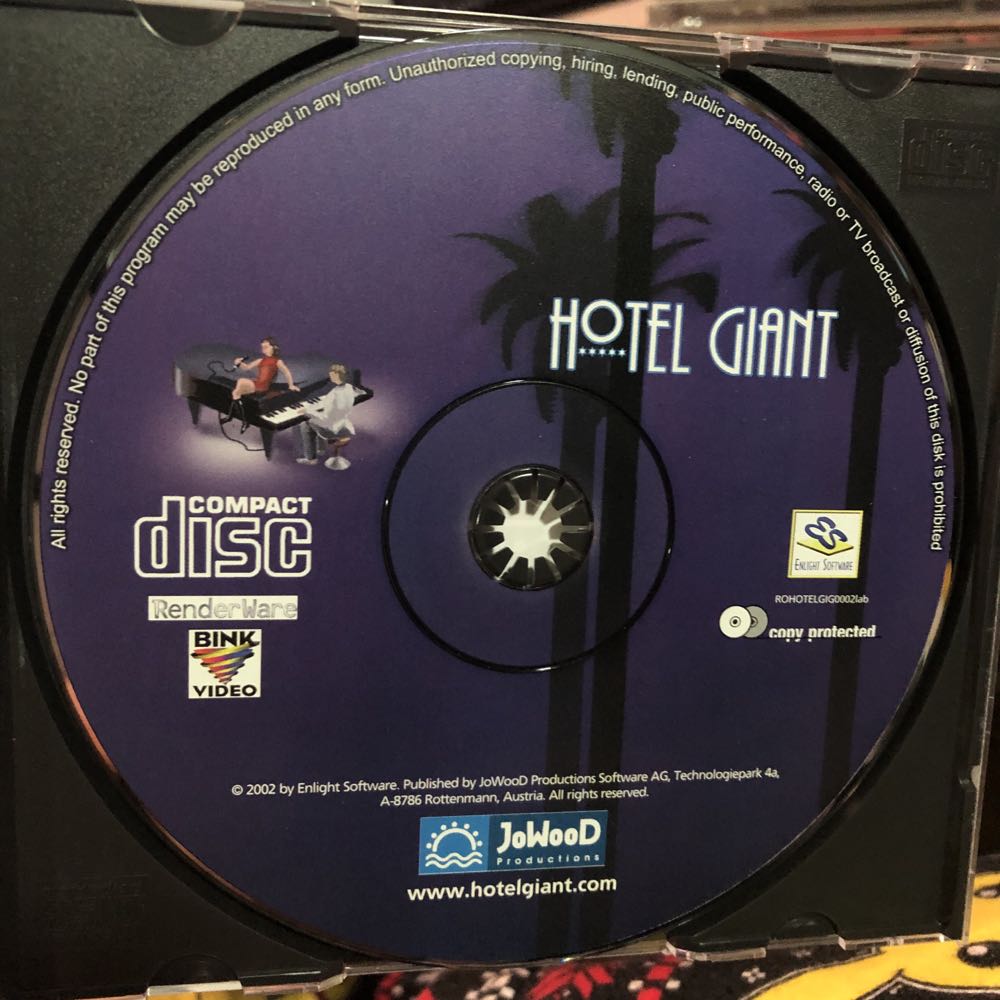 All rights reserved. No part of this program may be reproduced in any form. Unauthorized copying, hiring, lending, public performance, radio or TV broadcast or diffusion of this disk is prohibited
HOTEL GIANT
COMPACT
disc
RenderWare
BINK
VIDEO
ENLIGHT SOFTWARE
ROHOTELGIG0002lab
copy protected
© 2002 by Enlight Software. Published by JoWooD Productions Software AG, Technologiepark 4a,
A-8786 Rottenmann, Austria. All rights reserved.
JoWooD
Productions
www.hotelgiant.com
disc